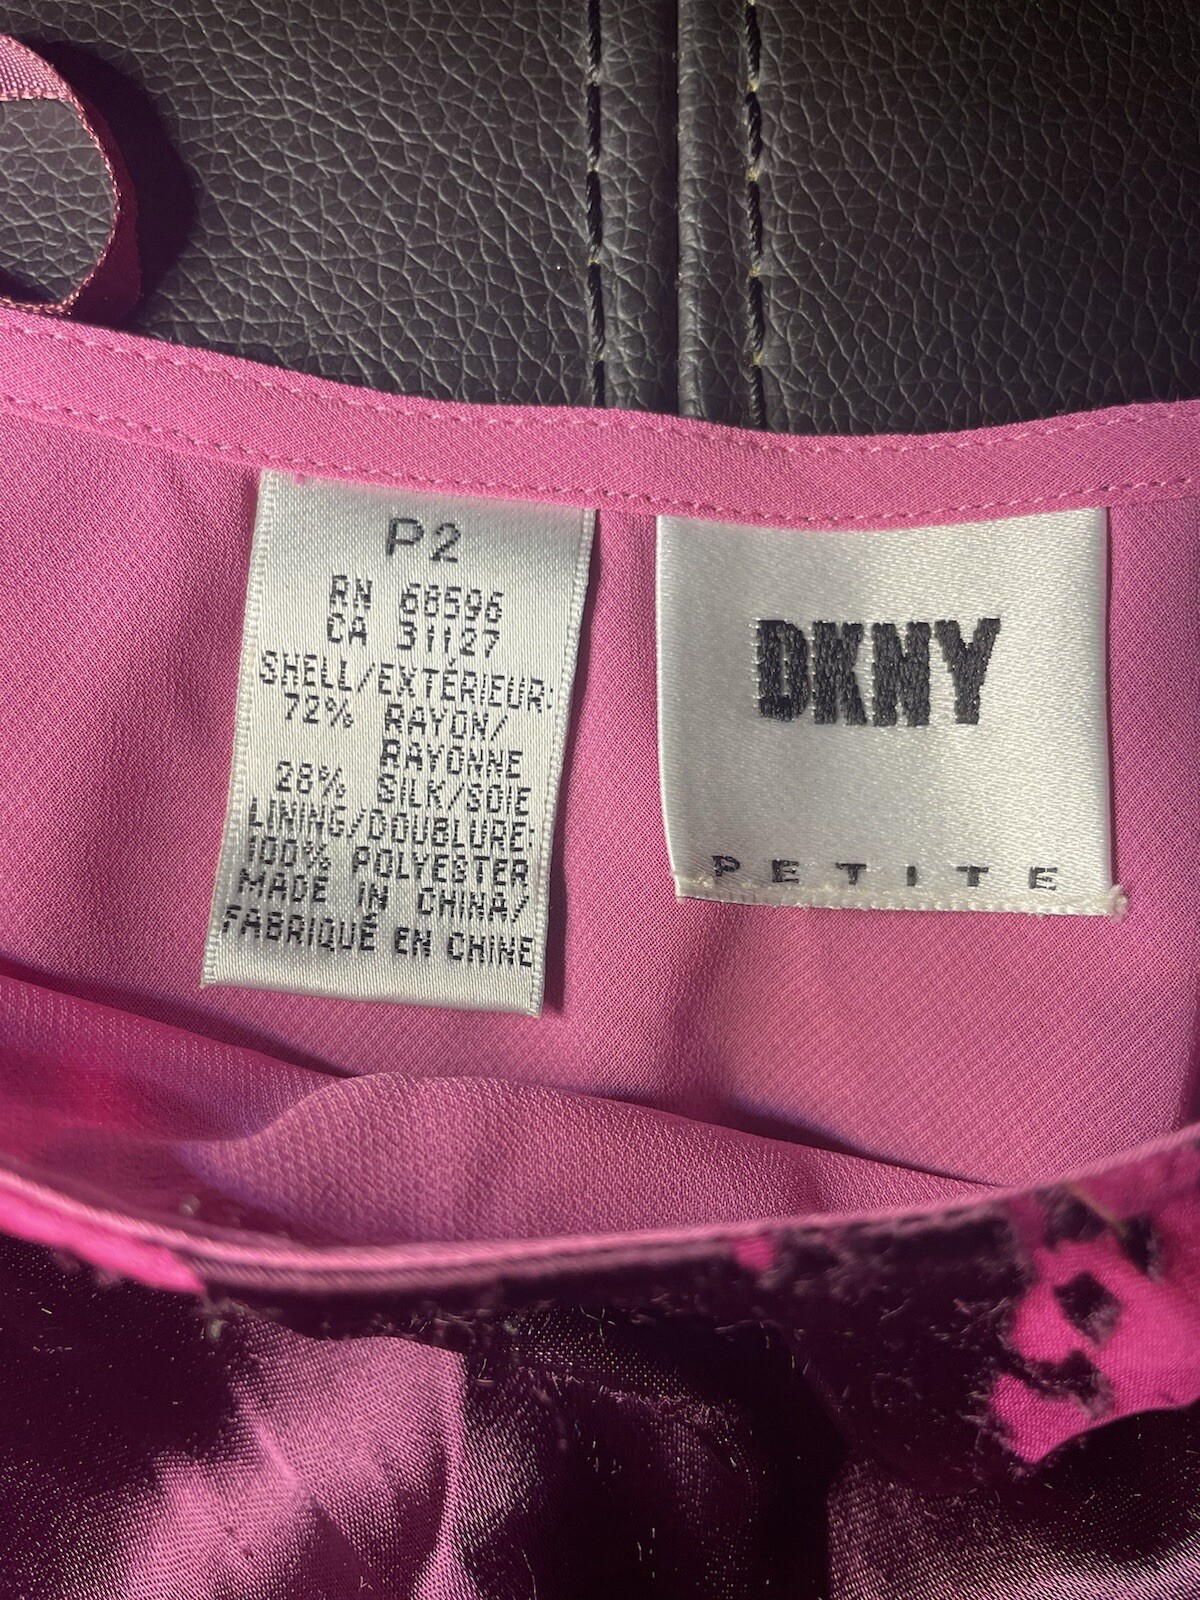 P2
RN 68596
CA 31127
SHELL/EXTÉRIEUR:
72% RAYON/
RAYONNE
28% SILK/SOIE
LINING/DOUBLURE:
100% POLYESTER
MADE IN CHINA/
FABRIQUÉ EN CHINE
DKNY
PETITE